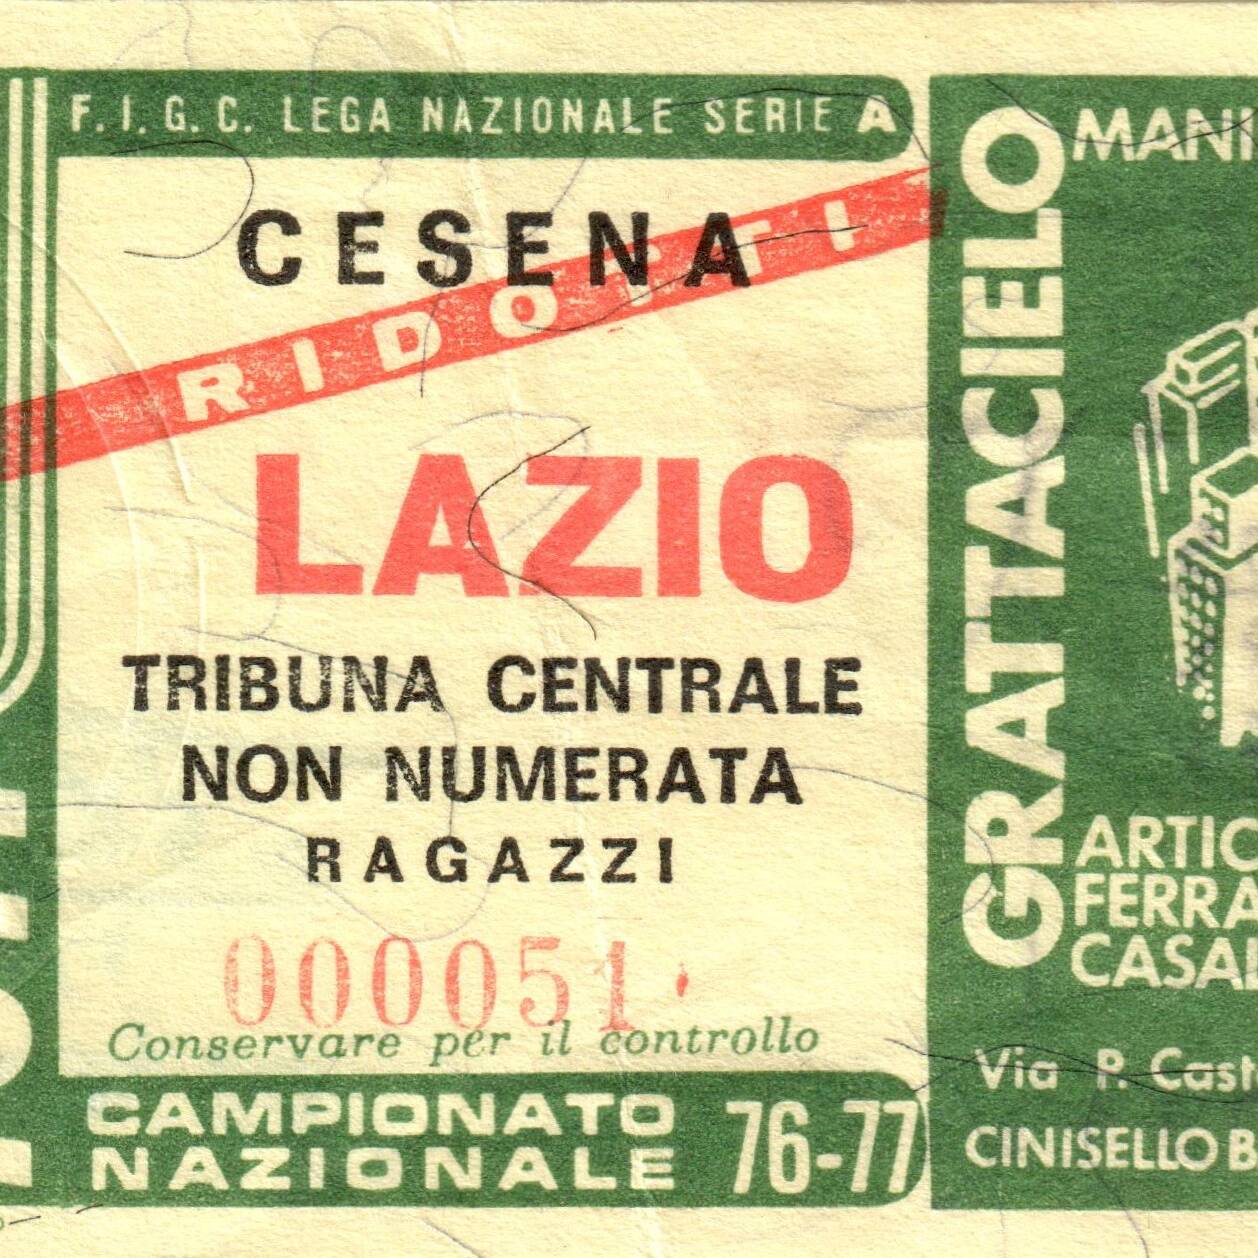 F.I.G.C. LEGA NAZIONALE SERIE A
CESENA
RIDOTTI
LAZIO
TRIBUNA CENTRALE
NON NUMERATA
RAGAZZI
000051
Conservare per il controllo
CAMPIONATO
NAZIONALE
76-77
GRATTACIELO
MANI
ARTIC
FERRA
CASAL
Via P. Cast
CINISELLO B